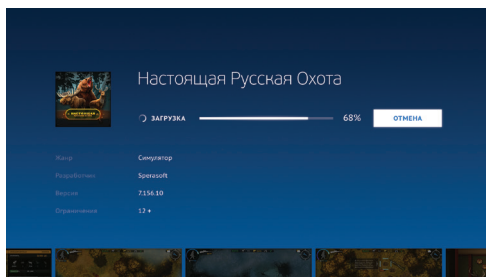 Настоящая Русская Охота
ЗАГРУЗКА 68% ОТМЕНА
Жанр Симулятор
Разработчик Sperasoft
Версия 7.156.10
Ограничения 12 +